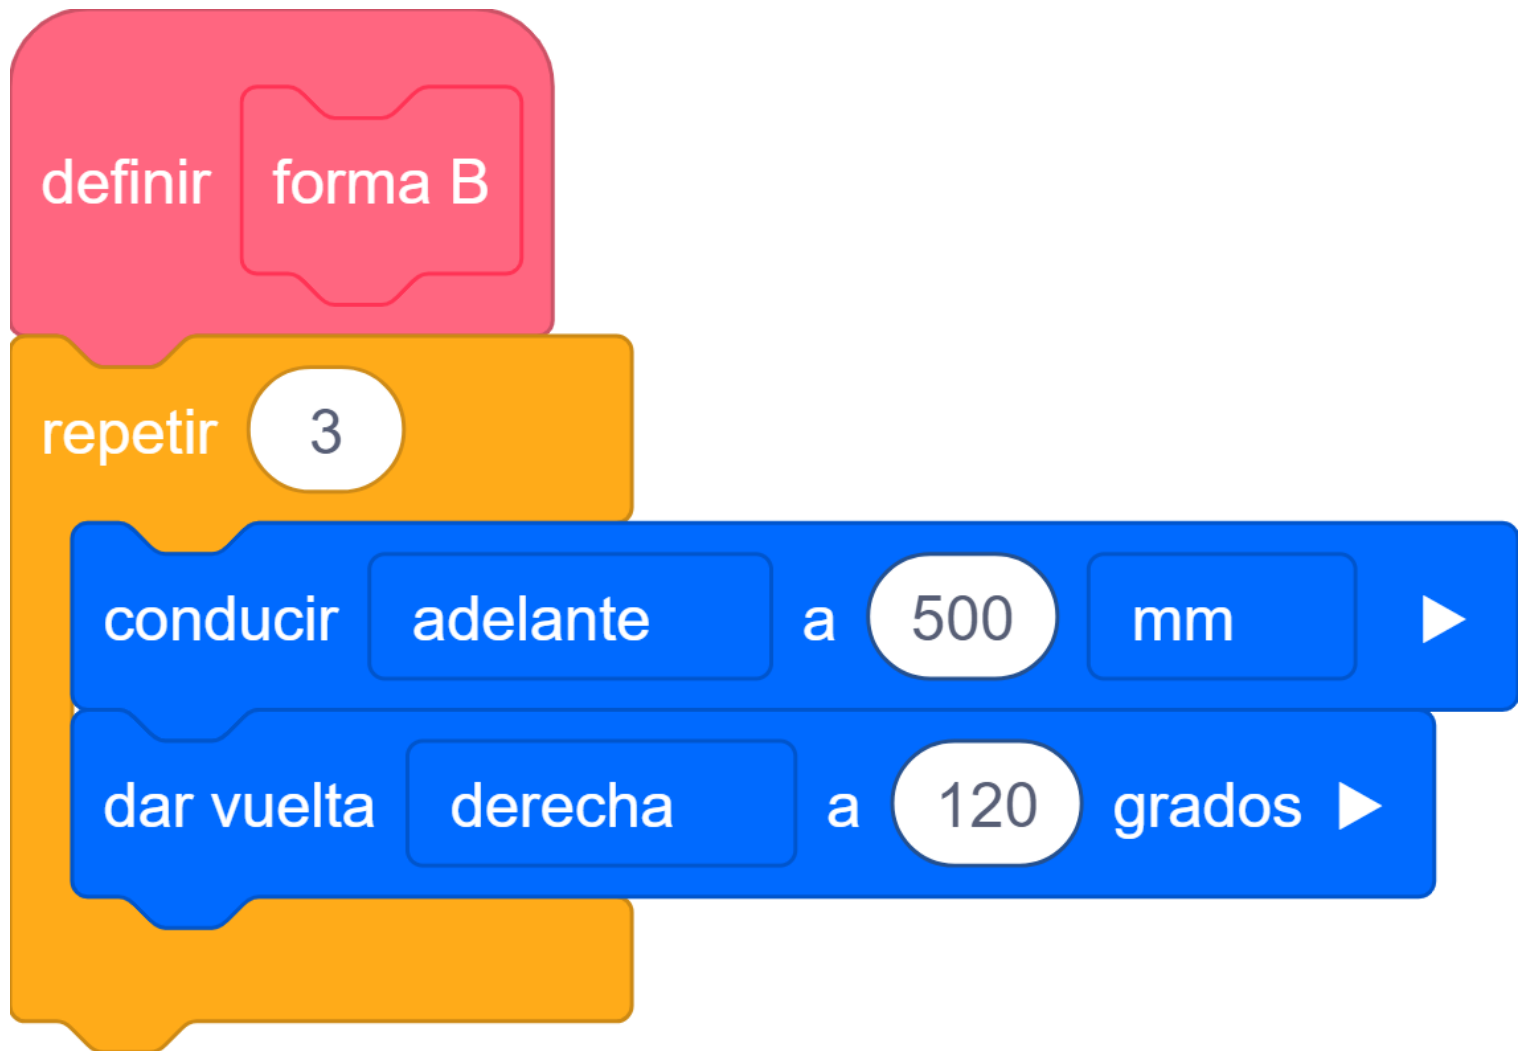 definir forma B
repetir 3
conducir adelante a 500 mm
dar vuelta derecha a 120 grados